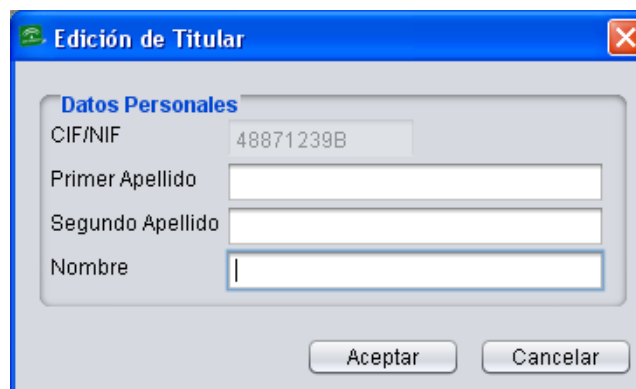 Edición de Titular
Datos Personales
CIF/NIF 48871239B
Primer Apellido
Segundo Apellido
Nombre
Aceptar Cancelar